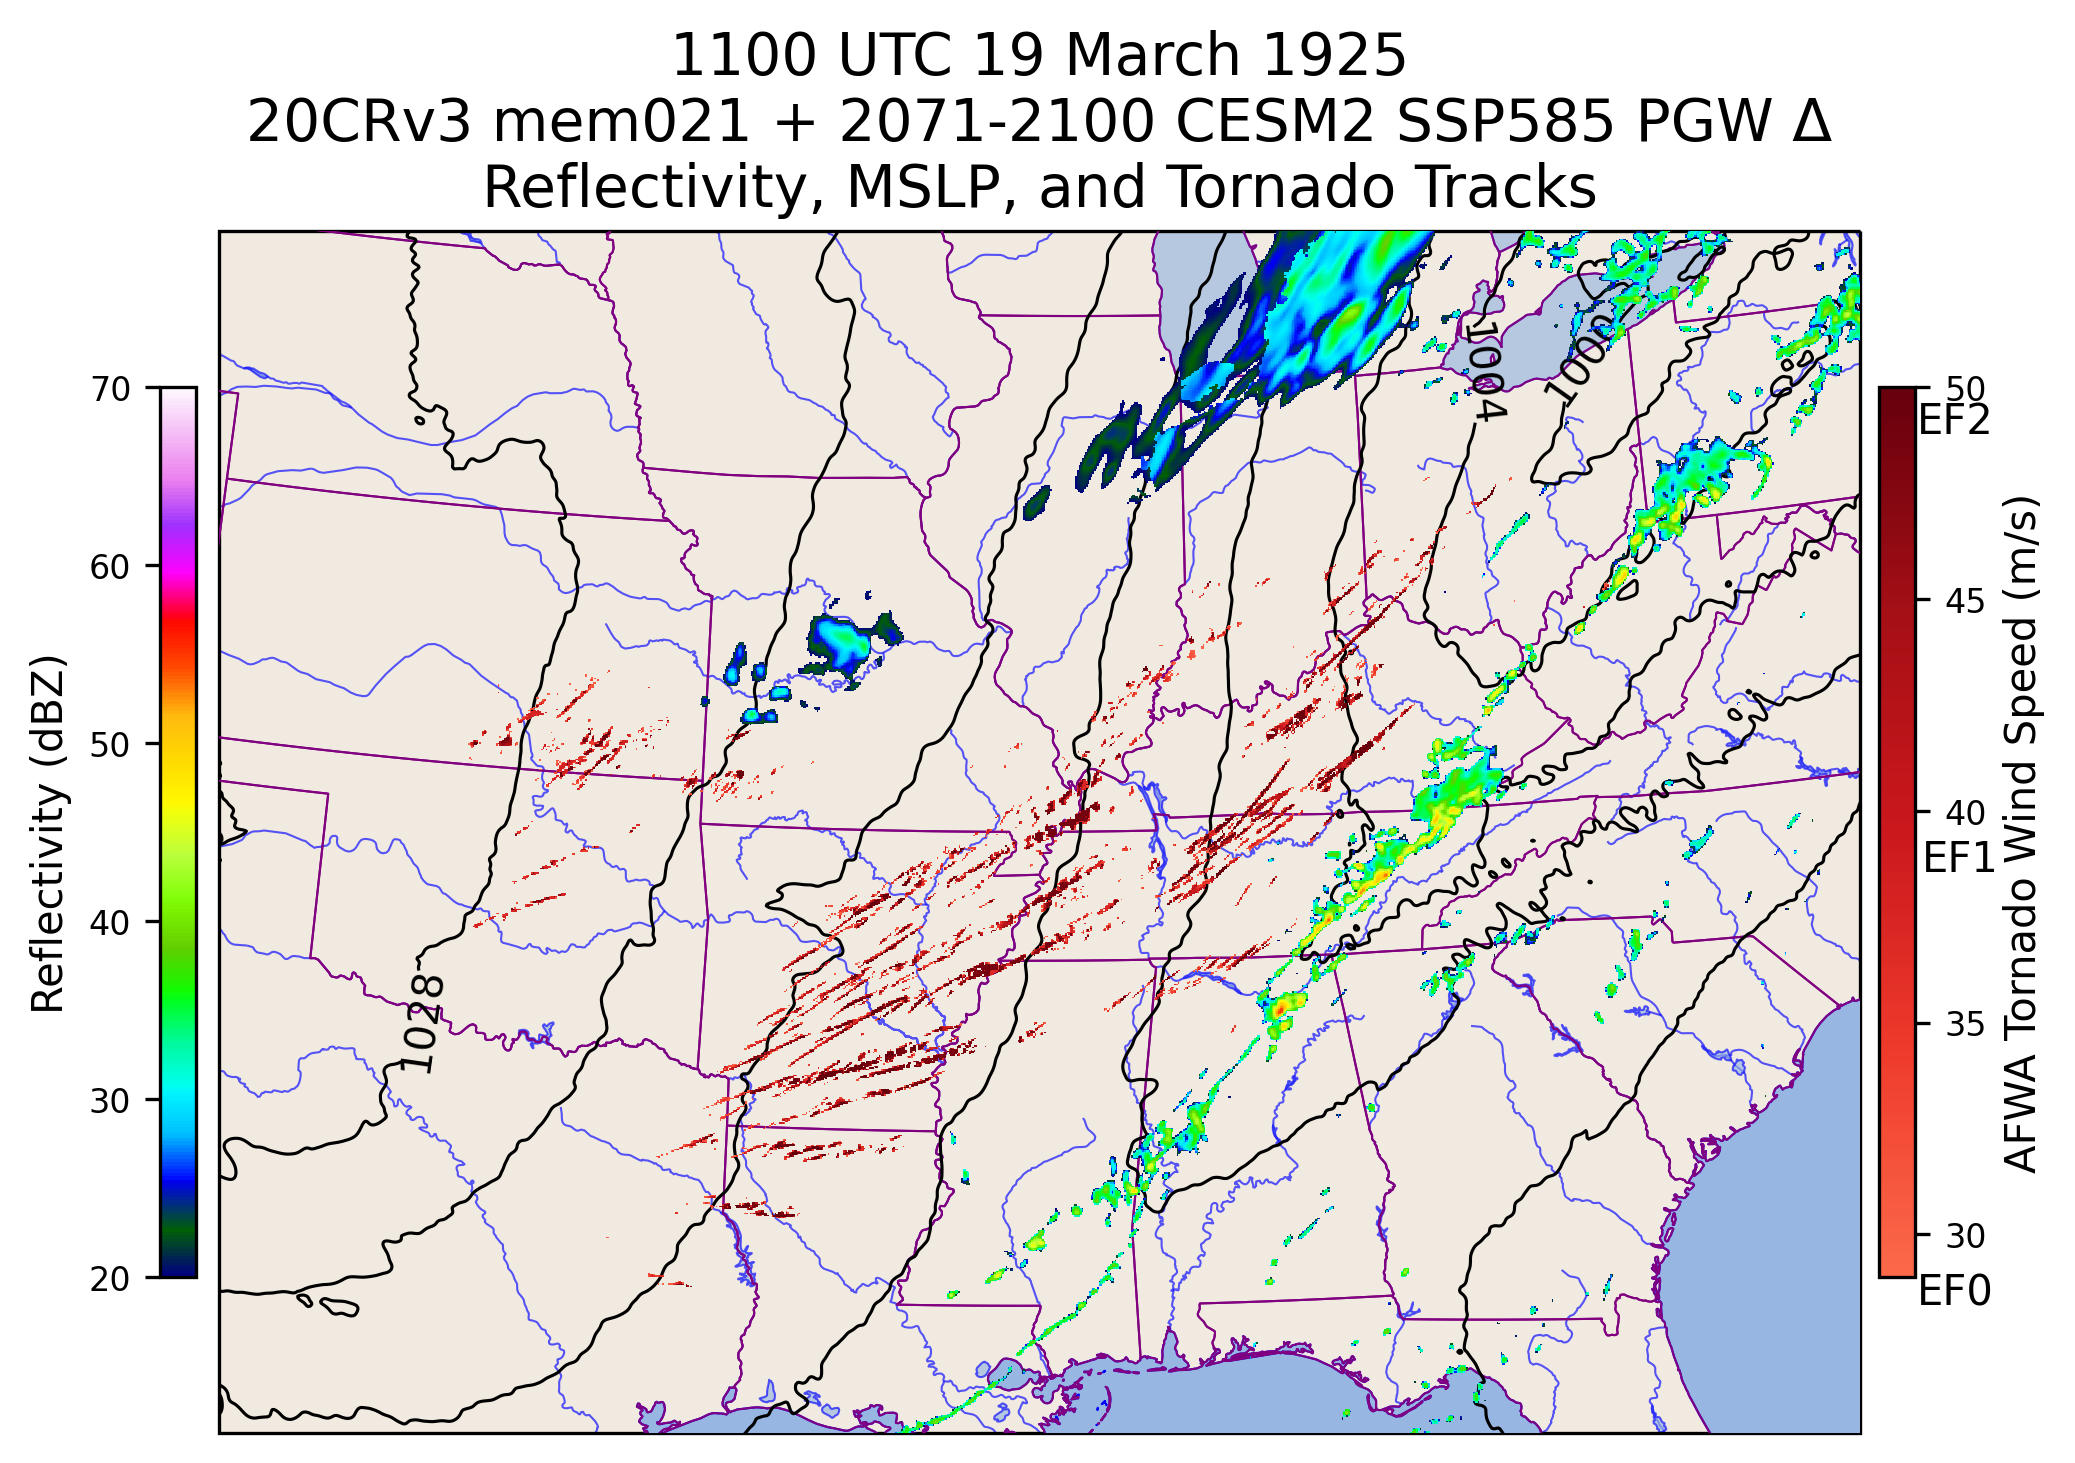 1100 UTC 19 March 1925
20CRv3 mem021 + 2071-2100 CESM2 SSP585 PGW Δ
Reflectivity, MSLP, and Tornado Tracks
Reflectivity (dBZ)
70
60
50
40
30
20
1004
1000
1028
50
EF2
45
40
EF1
35
30
EF0
AFWA Tornado Wind Speed (m/s)